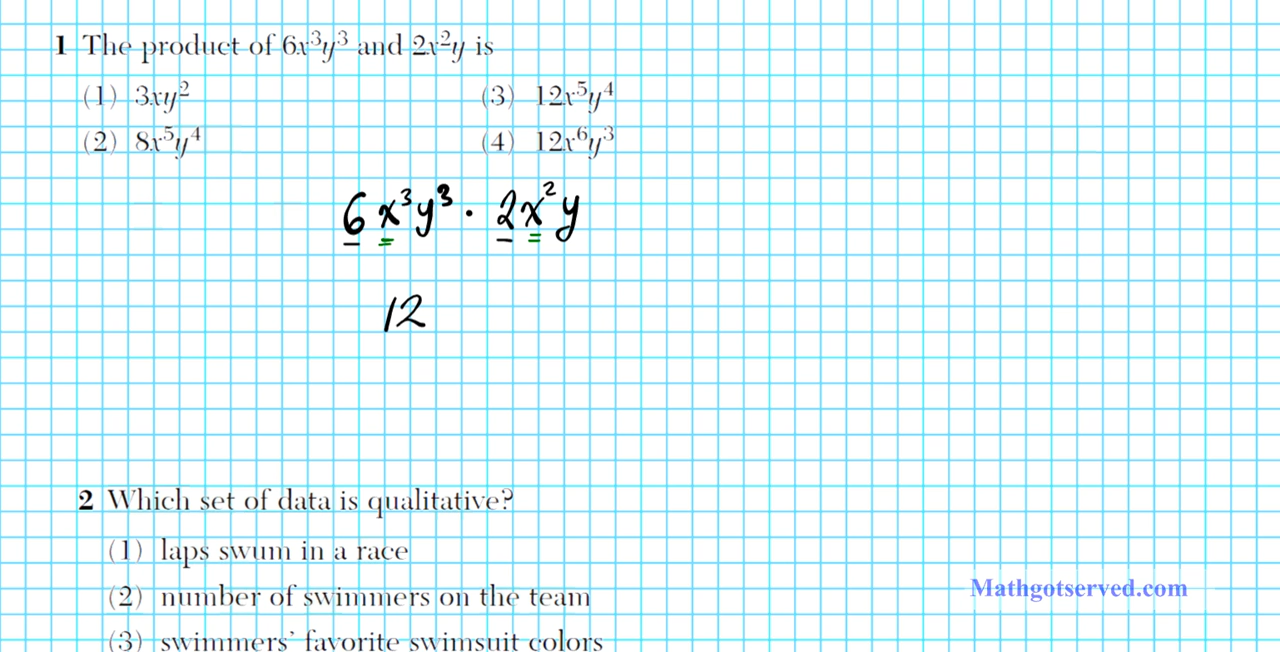 1 The product of 6x³y³ and 2x²y is
(1) 3xy² (3) 12x⁵y⁴
(2) 8x⁵y⁴ (4) 12x⁶y³
6x³y³ · 2x²y
12
2 Which set of data is qualitative?
(1) laps swum in a race
(2) number of swimmers on the team
Mathgotserved.com
(3) swimmers' favorite swimsuit colors